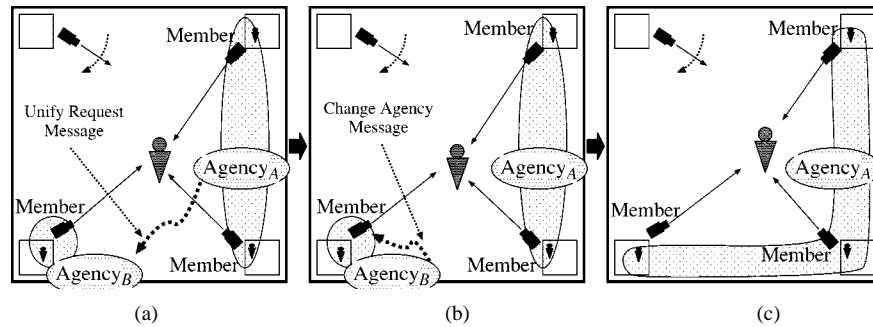 Member
Unify Request
Message
Agency_A
Member
Member
Agency_B
(a)
Member
Change Agency
Message
Agency_A
Member
Member
Agency_B
(b)
Member
Agency_A
Member
Member
(c)